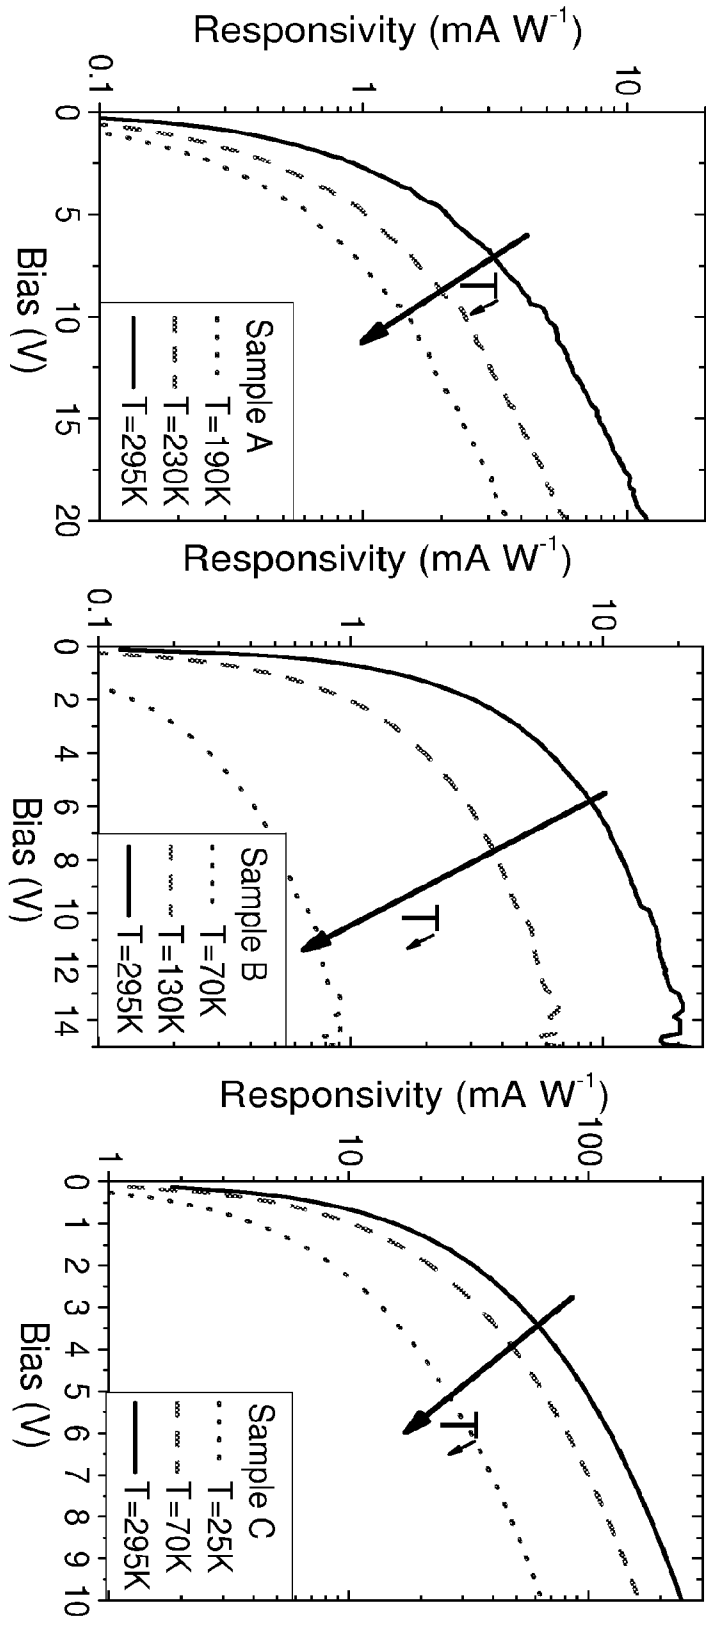 Responsivity (mA W⁻¹)
10
1
0.1
0 5 10 15 20
Bias (V)
T
Sample A
T=190K
T=230K
T=295K
Responsivity (mA W⁻¹)
10
1
0.1
0 2 4 6 8 10 12 14
Bias (V)
T
Sample B
T=70K
T=130K
T=295K
Responsivity (mA W⁻¹)
100
10
1
0 1 2 3 4 5 6 7 8 9 10
Bias (V)
T
Sample C
T=25K
T=70K
T=295K